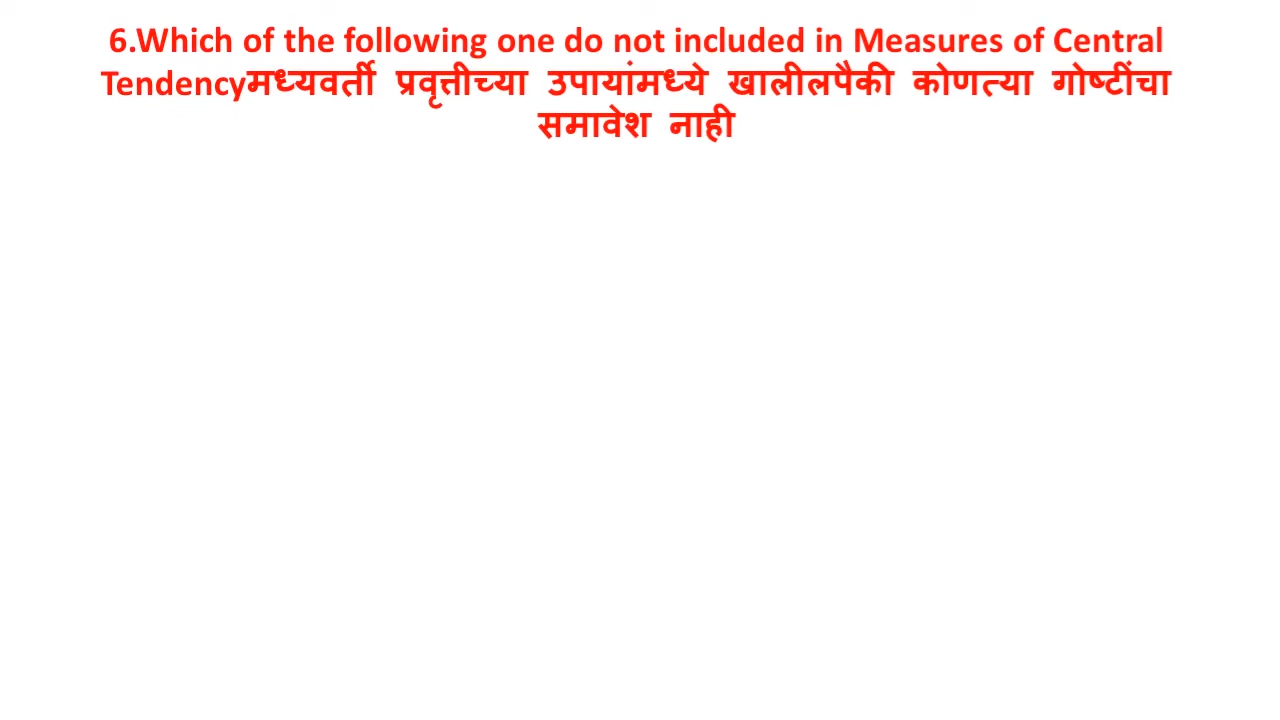 6.Which of the following one do not included in Measures of Central
Tendencyमध्यवर्ती प्रवृत्तीच्या उपायांमध्ये खालीलपैकी कोणत्या गोष्टींचा
समावेश नाही